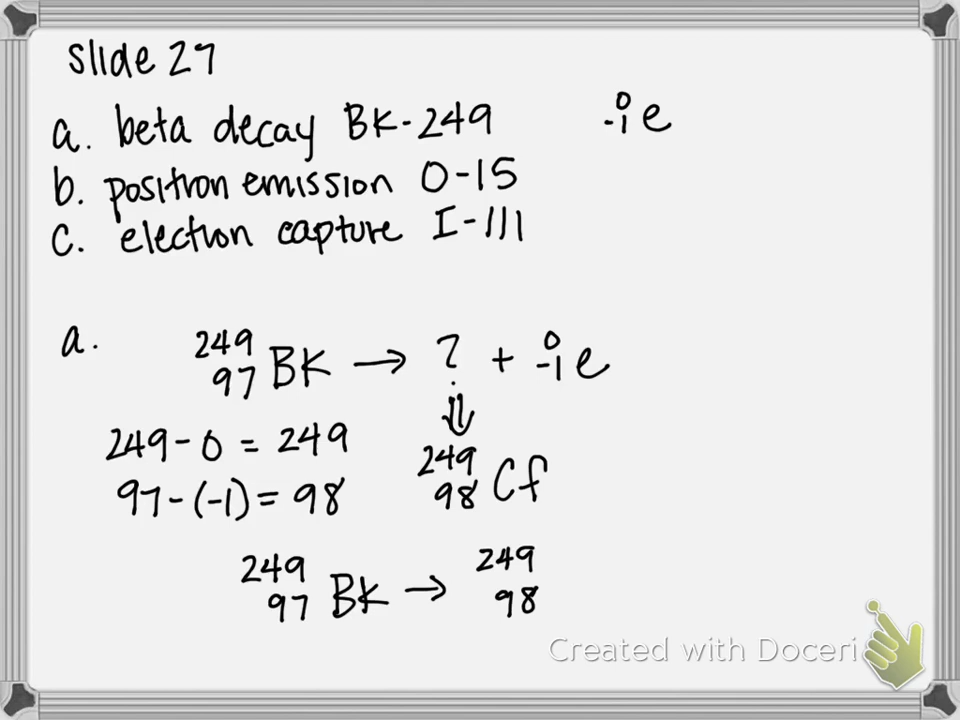 Slide 27
a. beta decay BK-249 ⁰₋₁e
b. positron emission O-15
c. electron capture I-111
a. ²⁴⁹₉₇BK → ? + ⁰₋₁e
⇓
249-0 = 249 ²⁴⁹₉₈Cf
97-(-1) = 98
²⁴⁹₉₇BK → ²⁴⁹₉₈
Created with Doceri